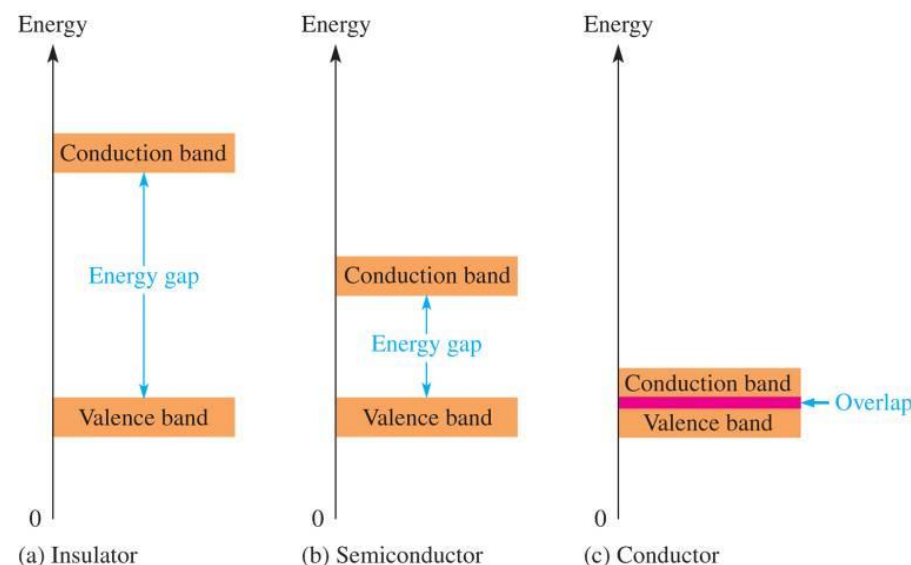 Energy
Conduction band
Energy gap
Valence band
0
(a) Insulator
Energy
Conduction band
Energy gap
Valence band
0
(b) Semiconductor
Energy
Conduction band
Overlap
Valence band
0
(c) Conductor